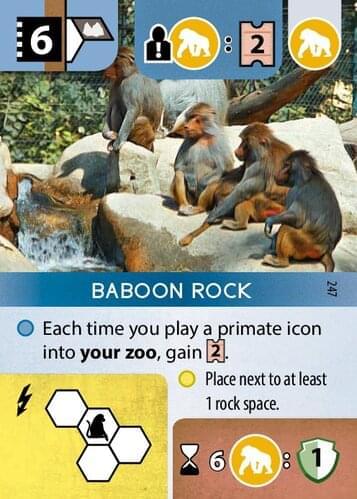 6
! : 2
BABOON ROCK
247
Each time you play a primate icon
into your zoo, gain 2.
Place next to at least
1 rock space.
6 : 1